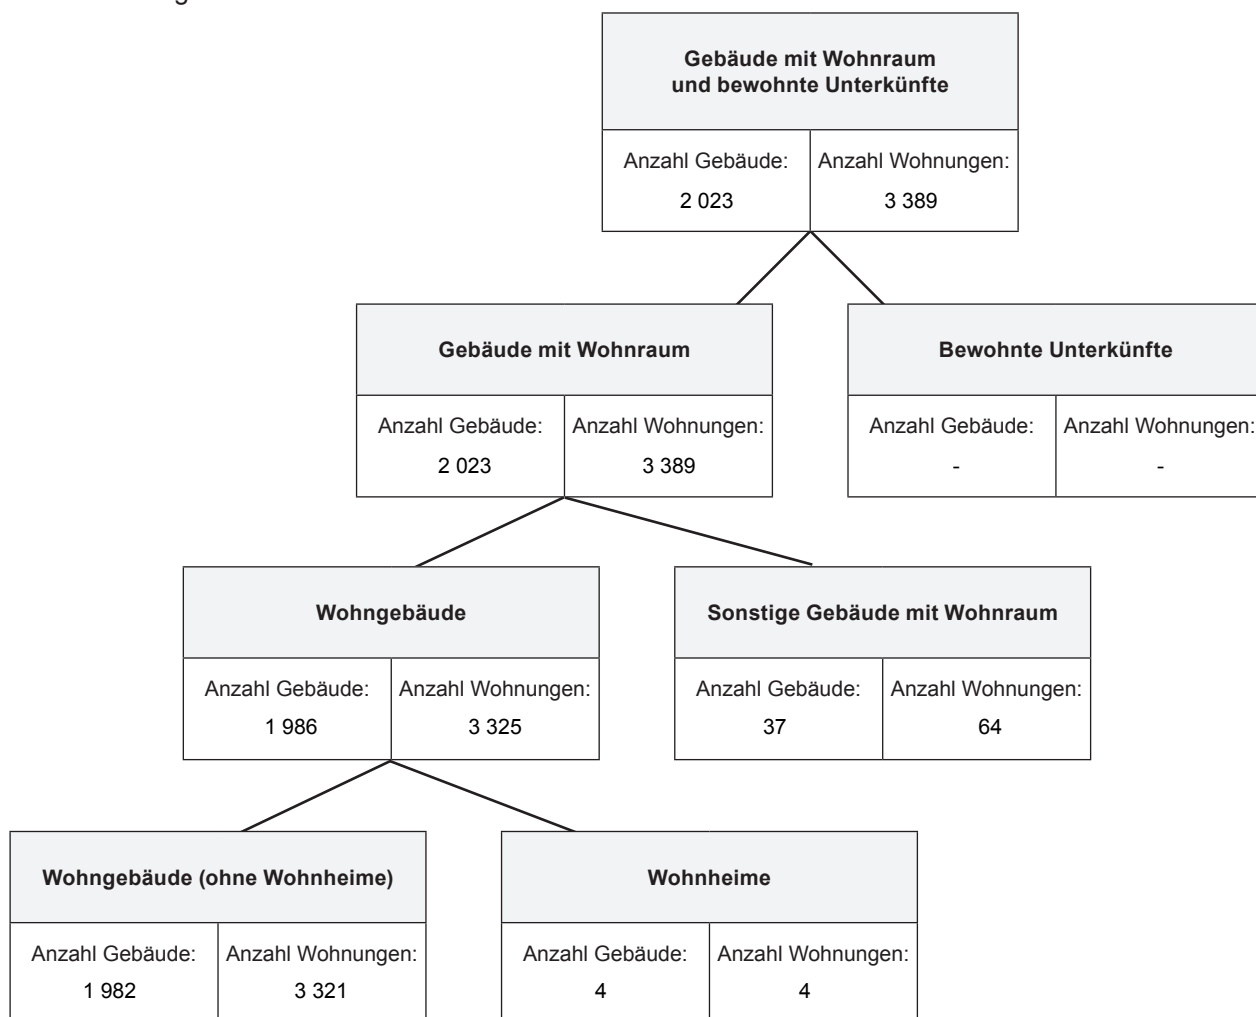 Gebäude mit Wohnraum
und bewohnte Unterkünfte
Anzahl Gebäude: Anzahl Wohnungen:
2 023 3 389
Gebäude mit Wohnraum Bewohnte Unterkünfte
Anzahl Gebäude: Anzahl Wohnungen: Anzahl Gebäude: Anzahl Wohnungen:
2 023 3 389 - -
Wohngebäude Sonstige Gebäude mit Wohnraum
Anzahl Gebäude: Anzahl Wohnungen: Anzahl Gebäude: Anzahl Wohnungen:
1 986 3 325 37 64
Wohngebäude (ohne Wohnheime) Wohnheime
Anzahl Gebäude: Anzahl Wohnungen: Anzahl Gebäude: Anzahl Wohnungen:
1 982 3 321 4 4